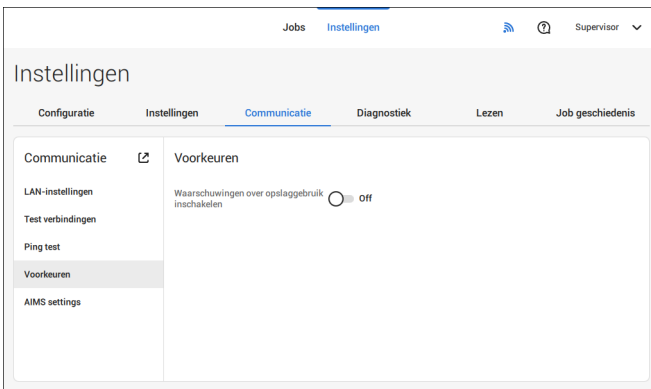 Jobs Instellingen Supervisor
Instellingen
Configuratie Instellingen Communicatie Diagnostiek Lezen Job geschiedenis
Communicatie
LAN-instellingen
Test verbindingen
Ping test
Voorkeuren
AIMS settings
Voorkeuren
Waarschuwingen over opslaggebruik
inschakelen
Off